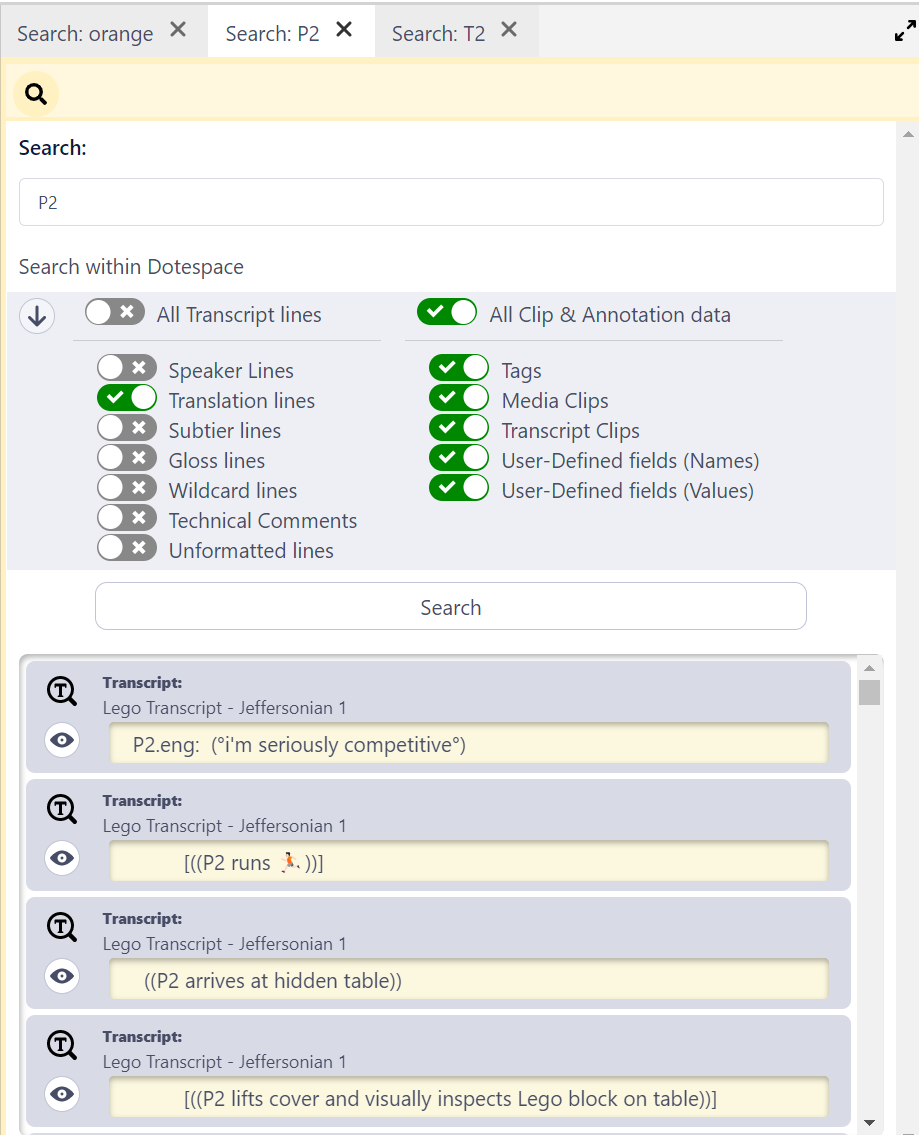 Search: orange
Search: P2
Search: T2
Search:
P2
Search within Dotespace
All Transcript lines
Speaker Lines
Translation lines
Subtier lines
Gloss lines
Wildcard lines
Technical Comments
Unformatted lines
All Clip & Annotation data
Tags
Media Clips
Transcript Clips
User-Defined fields (Names)
User-Defined fields (Values)
Search
Transcript:
Lego Transcript - Jeffersonian 1
P2.eng:  (°i'm seriously competitive°)
Transcript:
Lego Transcript - Jeffersonian 1
[((P2 runs 🏃))]
Transcript:
Lego Transcript - Jeffersonian 1
((P2 arrives at hidden table))
Transcript:
Lego Transcript - Jeffersonian 1
[((P2 lifts cover and visually inspects Lego block on table))]